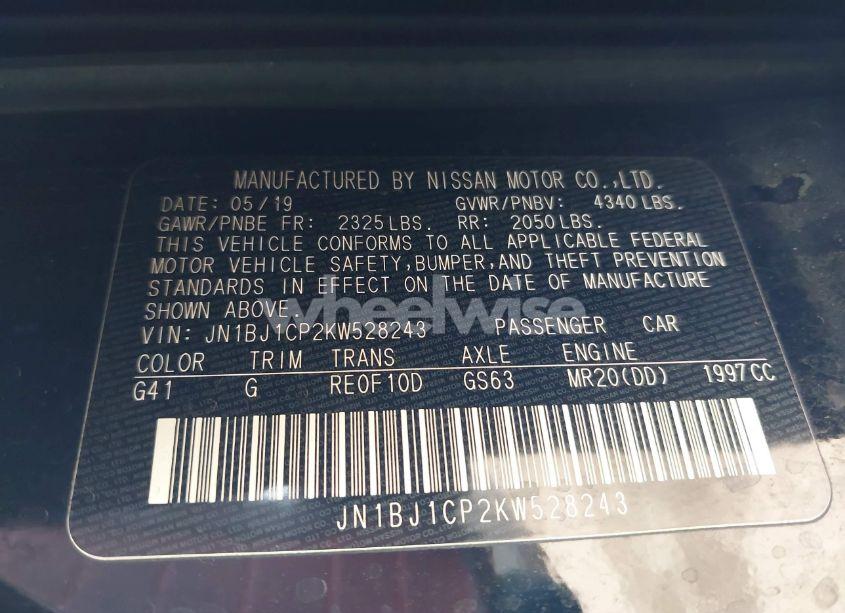 MANUFACTURED BY NISSAN MOTOR CO.,LTD.
DATE: 05/19 GVWR/PNBV: 4340 LBS.
GAWR/PNBE FR: 2325 LBS. RR: 2050 LBS.
THIS VEHICLE CONFORMS TO ALL APPLICABLE FEDERAL
MOTOR VEHICLE SAFETY, BUMPER, AND THEFT PREVENTION
STANDARDS IN EFFECT ON THE DATE OF MANUFACTURE
SHOWN ABOVE.
wheelwise
VIN: JN1BJ1CP2KW528243 PASSENGER CAR
COLOR TRIM TRANS AXLE ENGINE
G41 G RE0F10D GS63 MR20(DD) 1997CC
JN1BJ1CP2KW528243